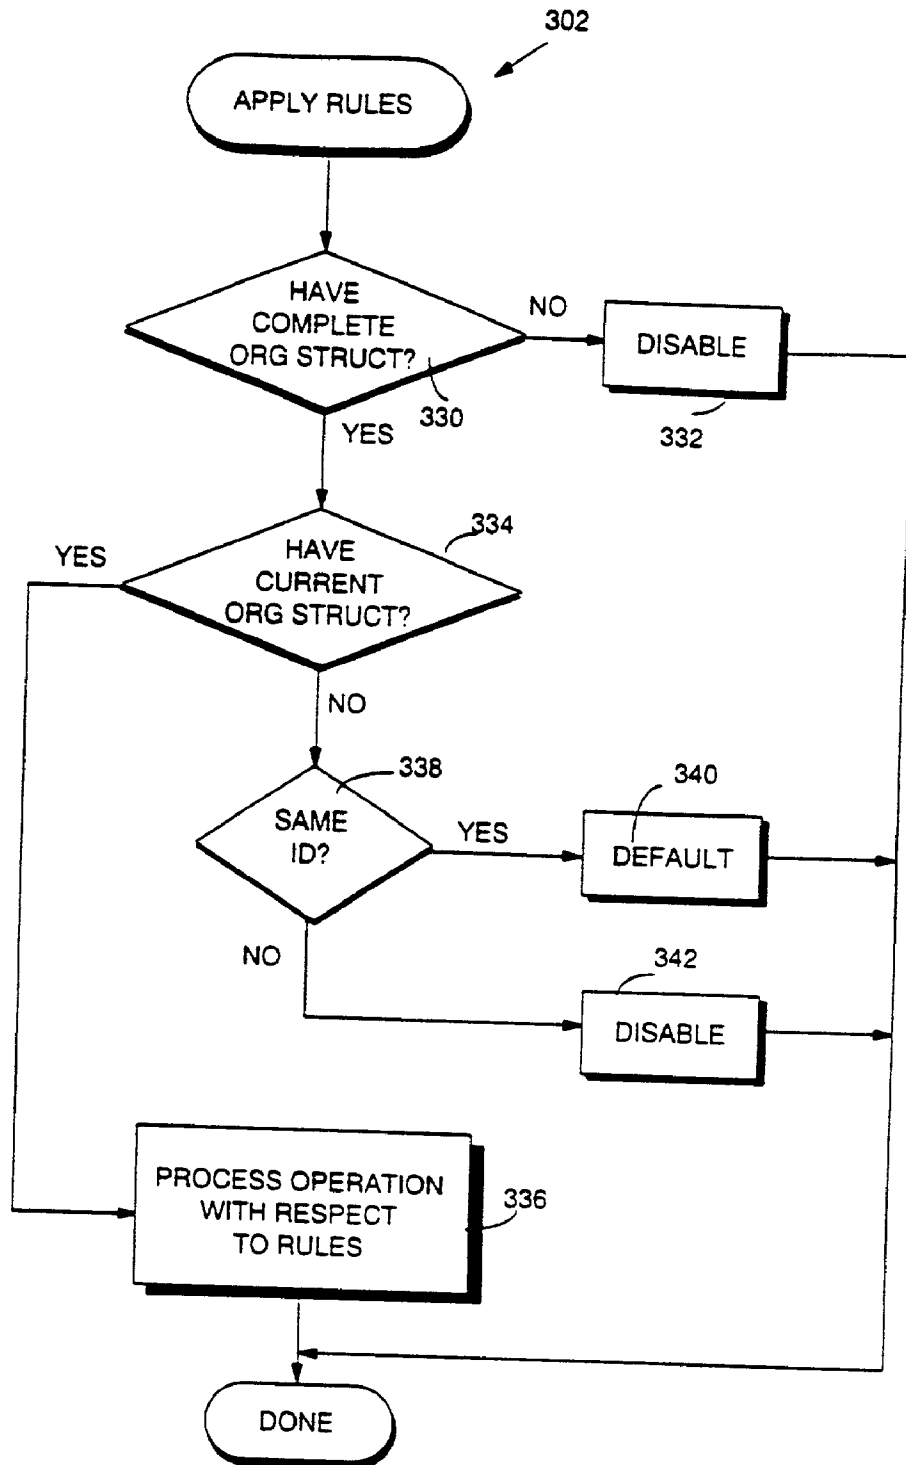 302
APPLY RULES
HAVE
COMPLETE
ORG STRUCT?
330
NO
DISABLE
332
YES
334
HAVE
CURRENT
ORG STRUCT?
YES
NO
338
SAME
ID?
YES
340
DEFAULT
NO
342
DISABLE
PROCESS OPERATION
WITH RESPECT
TO RULES
336
DONE